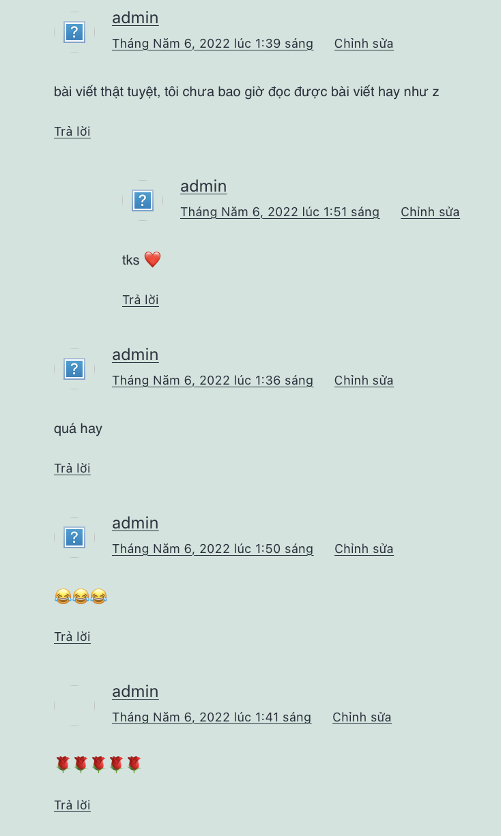 admin
Tháng Năm 6, 2022 lúc 1:39 sáng Chỉnh sửa
bài viết thật tuyệt, tôi chưa bao giờ đọc được bài viết hay như z
Trả lời
admin
Tháng Năm 6, 2022 lúc 1:51 sáng Chỉnh sửa
tks ❤️
Trả lời
admin
Tháng Năm 6, 2022 lúc 1:36 sáng Chỉnh sửa
quá hay
Trả lời
admin
Tháng Năm 6, 2022 lúc 1:50 sáng Chỉnh sửa
😂😂😂
Trả lời
admin
Tháng Năm 6, 2022 lúc 1:41 sáng Chỉnh sửa
🌹🌹🌹🌹🌹
Trả lời